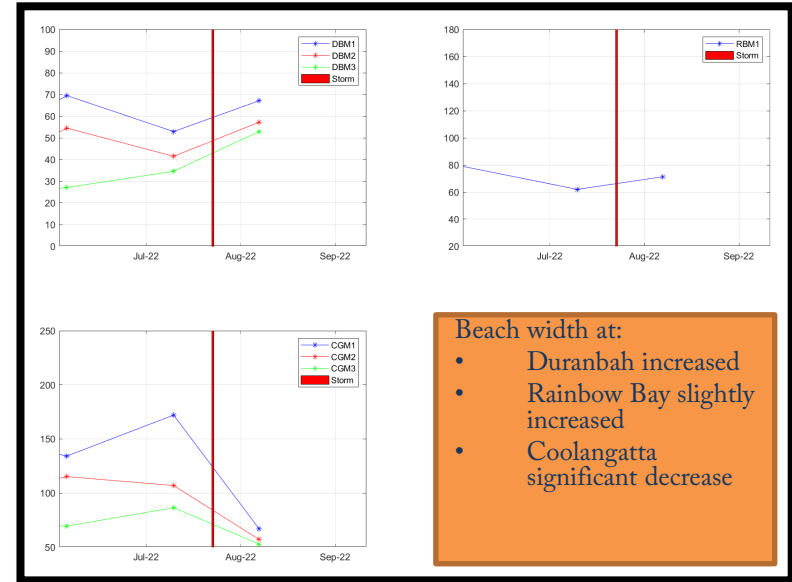 100
90
80
70
60
50
40
30
20
10
0
Jul-22
Aug-22
Sep-22
DBM1
DBM2
DBM3
Storm
180
160
140
120
100
80
60
40
20
Jul-22
Aug-22
Sep-22
RBM1
Storm
250
200
150
100
50
Jul-22
Aug-22
Sep-22
CGM1
CGM2
CGM3
Storm
Beach width at:
• Duranbah increased
• Rainbow Bay slightly
increased
• Coolangatta
significant decrease